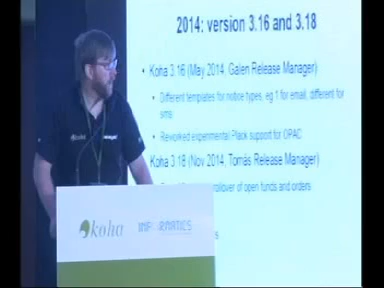 2014: version 3.16 and 3.18
Koha 3.16 (May 2014, Galen Release Manager)
Different templates for notice types, eg 1 for email, different for
sms
Reworked experimental Plack support for OPAC
Koha 3.18 (Nov 2014, Tomas Release Manager)
rollover of open funds and orders
koha